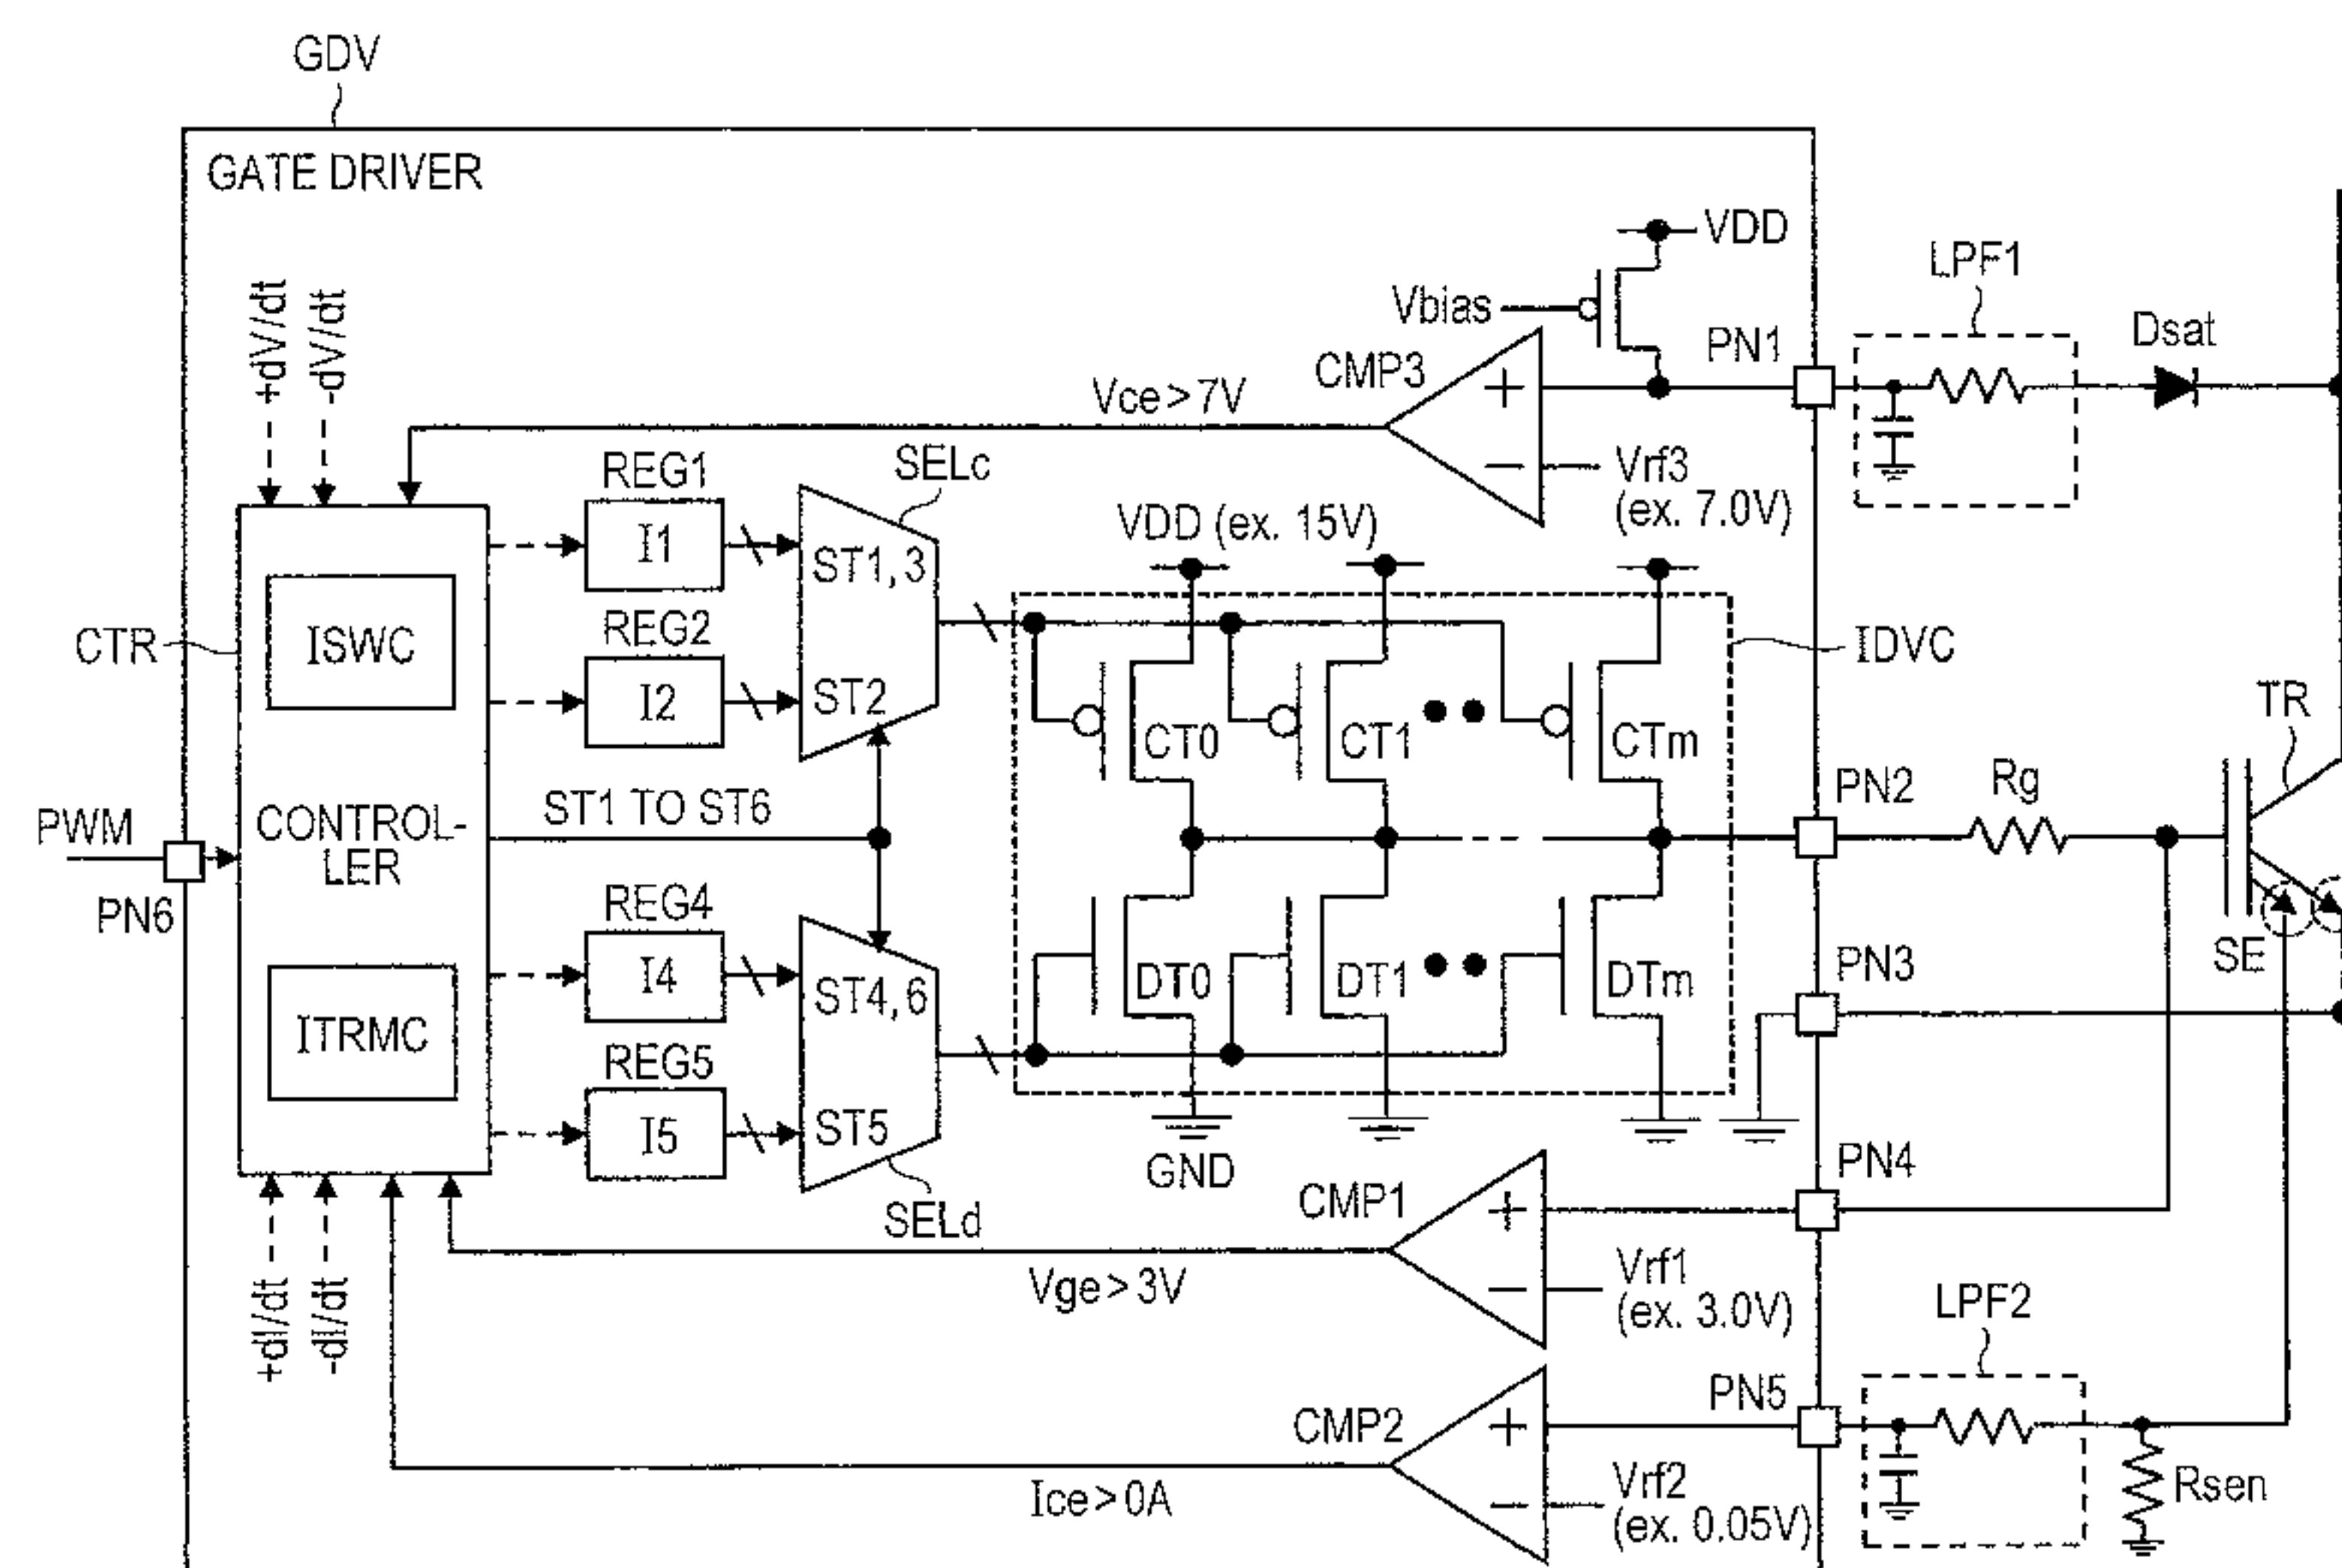 GDV
GATE DRIVER
VDD
LPF1
+dV/dt
-dV/dt
Vbias
PN1
Dsat
CMP3
+
Vce>7V
−
Vrf3
(ex. 7.0V)
REG1
SELc
I1
VDD (ex. 15V)
ST1, 3
ISWC
REG2
CTR
IDVC
I2
ST2
CT0
CT1
CTm
TR
PN2
Rg
PWM
CONTROL-
LER
ST1 TO ST6
PN6
REG4
I4
ST4, 6
DT0
DT1
DTm
PN3
SE
ITRMC
REG5
I5
ST5
GND
PN4
SELd
CMP1
+
−
Vge>3V
Vrf1
(ex. 3.0V)
+dI/dt
-dI/dt
LPF2
PN5
CMP2
+
−
Ice>0A
Vrf2
(ex. 0.05V)
Rsen